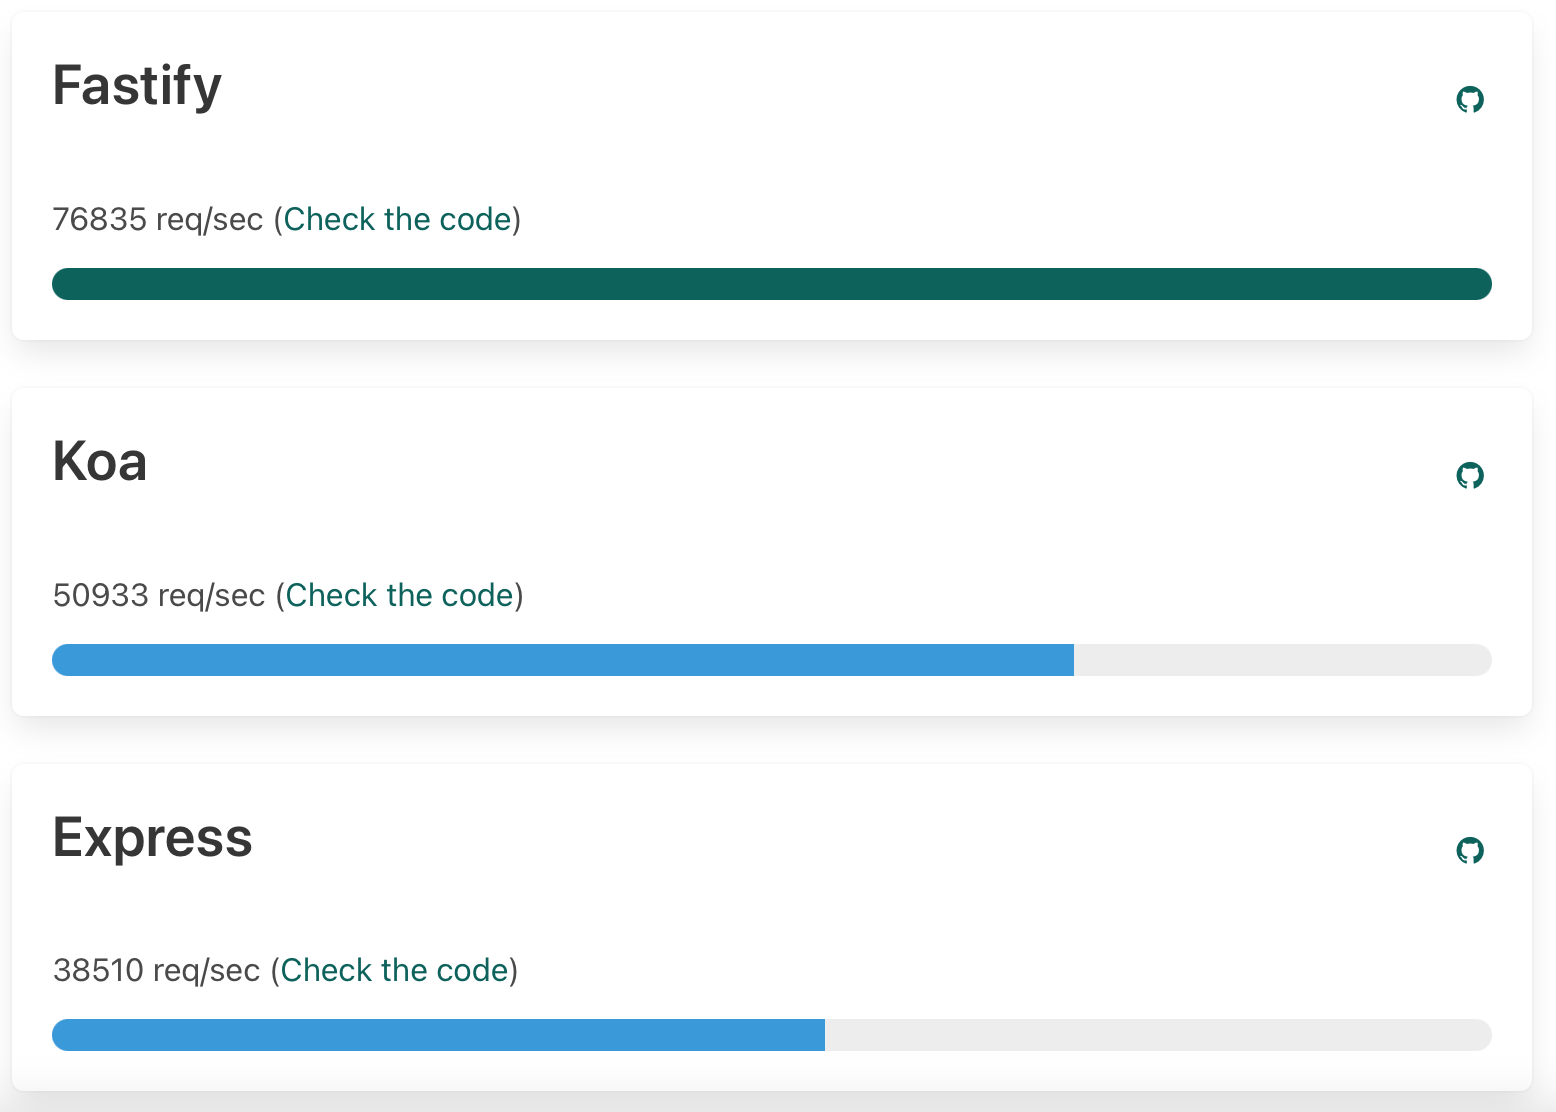 Fastify
76835 req/sec (Check the code)
Koa
50933 req/sec (Check the code)
Express
38510 req/sec (Check the code)